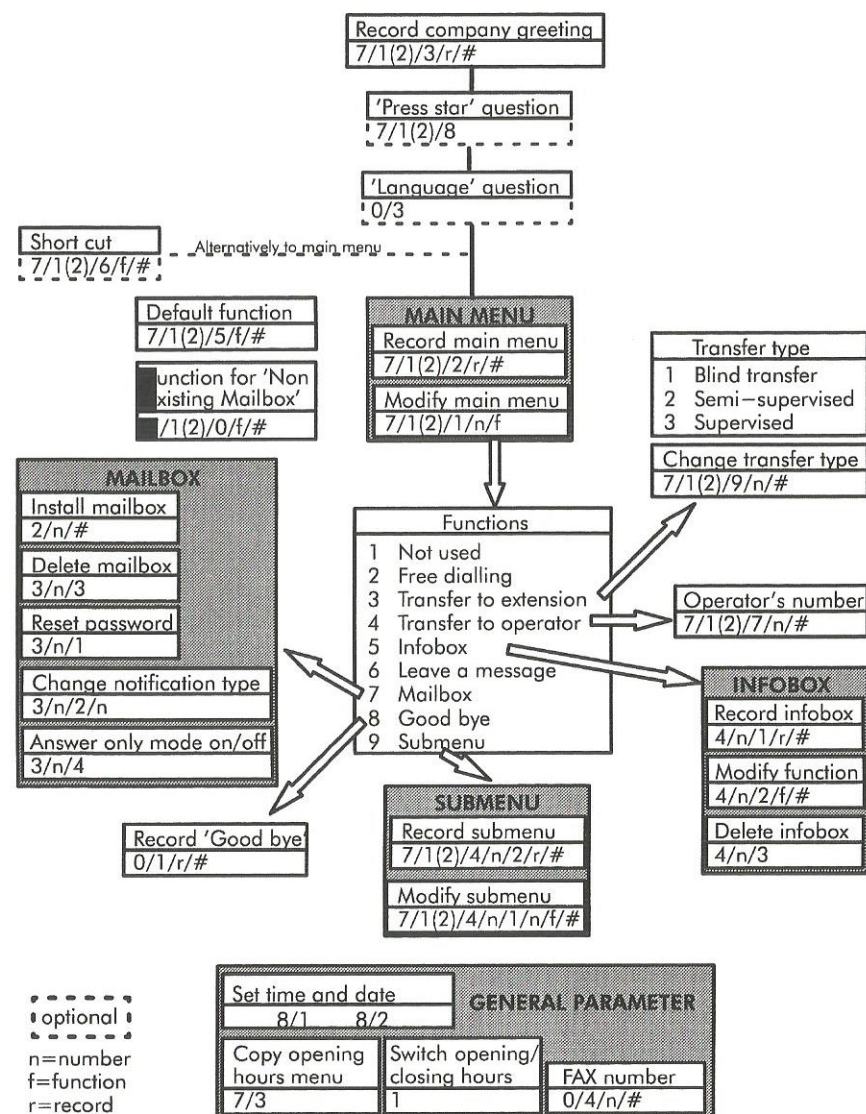 Record company greeting
7/1(2)/3/r/#
'Press star' question
7/1(2)/8
'Language' question
0/3
Short cut
7/1(2)/6/f/#
Alternatively to main menu
Default function
7/1(2)/5/f/#
unction for 'Non
xisting Mailbox'
/1(2)/0/f/#
MAIN MENU
Record main menu
7/1(2)/2/r/#
Modify main menu
7/1(2)/1/n/f
Transfer type
1 Blind transfer
2 Semi-supervised
3 Supervised
Change transfer type
7/1(2)/9/n/#
MAILBOX
Install mailbox
2/n/#
Delete mailbox
3/n/3
Reset password
3/n/1
Change notification type
3/n/2/n
Answer only mode on/off
3/n/4
Functions
1 Not used
2 Free dialling
3 Transfer to extension
4 Transfer to operator
5 Infobox
6 Leave a message
7 Mailbox
8 Good bye
9 Submenu
Operator's number
7/1(2)/7/n/#
INFOBOX
Record infobox
4/n/1/r/#
Modify function
4/n/2/f/#
Delete infobox
4/n/3
Record 'Good bye'
0/1/r/#
SUBMENU
Record submenu
7/1(2)/4/n/2/r/#
Modify submenu
7/1(2)/4/n/1/n/f/#
optional
n=number
f=function
r=record
GENERAL PARAMETER
Set time and date
8/1 8/2
Copy opening
hours menu
7/3
Switch opening/
closing hours
1
FAX number
0/4/n/#